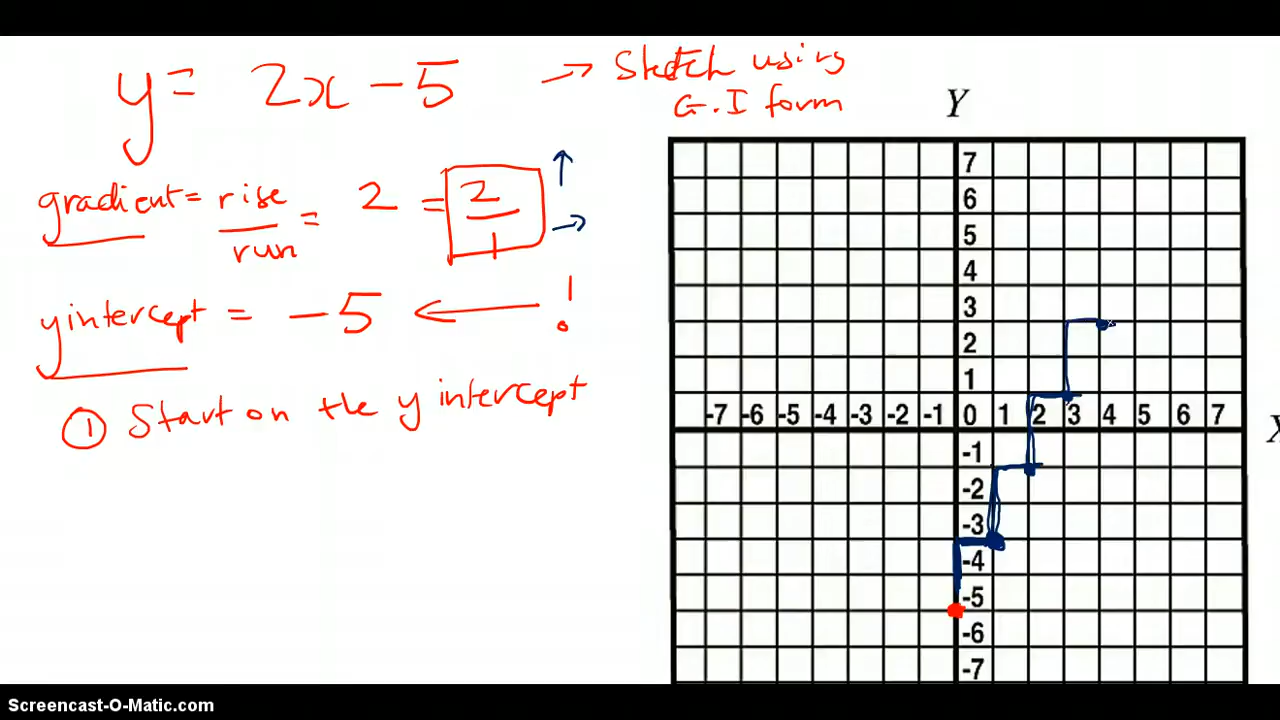 y = 2x - 5 → Sketch using
G.I form
gradient = rise/run = 2 = 2/1
y intercept = -5 ← !
① Start on the y intercept
Y
7
6
5
4
3
2
1
-7 -6 -5 -4 -3 -2 -1 0 1 2 3 4 5 6 7
X
-1
-2
-3
-4
-5
-6
-7
Screencast-O-Matic.com